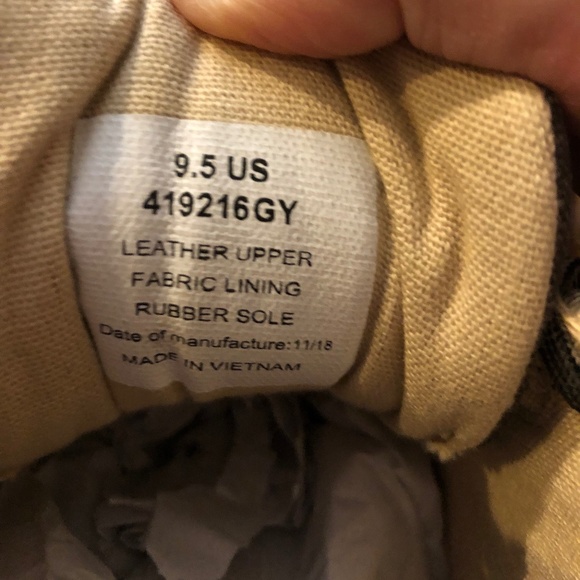 9.5 US
419216GY
LEATHER UPPER
FABRIC LINING
RUBBER SOLE
Date of manufacture:11/18
MADE IN VIETNAM